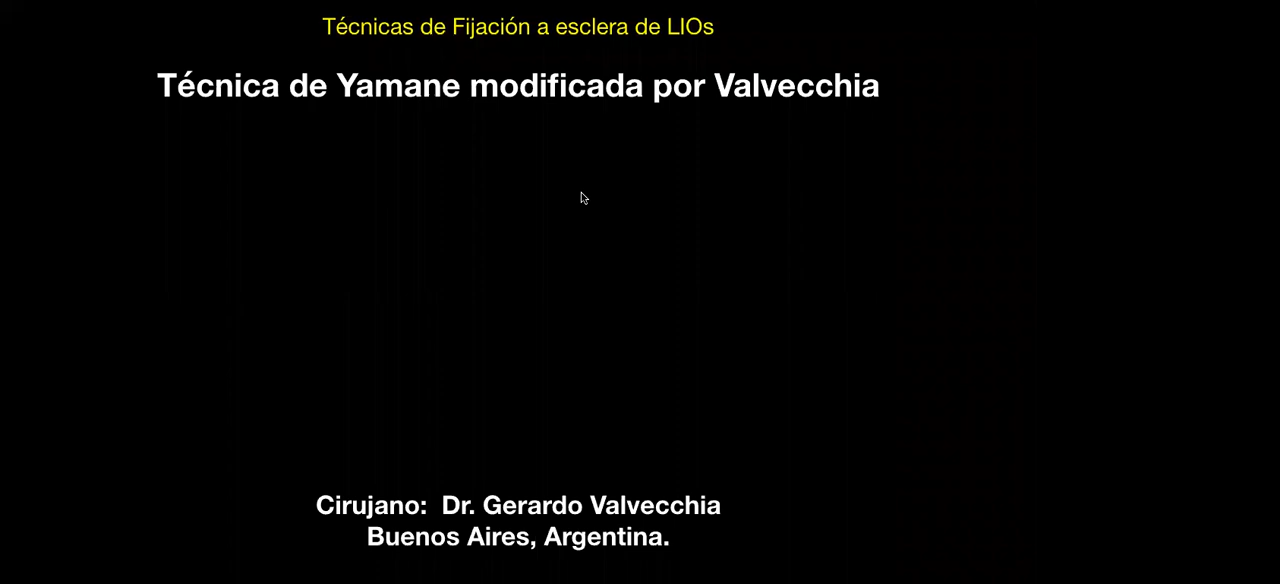 Técnicas de Fijación a esclera de LIOs
Técnica de Yamane modificada por Valvecchia
Cirujano:  Dr. Gerardo Valvecchia
Buenos Aires, Argentina.